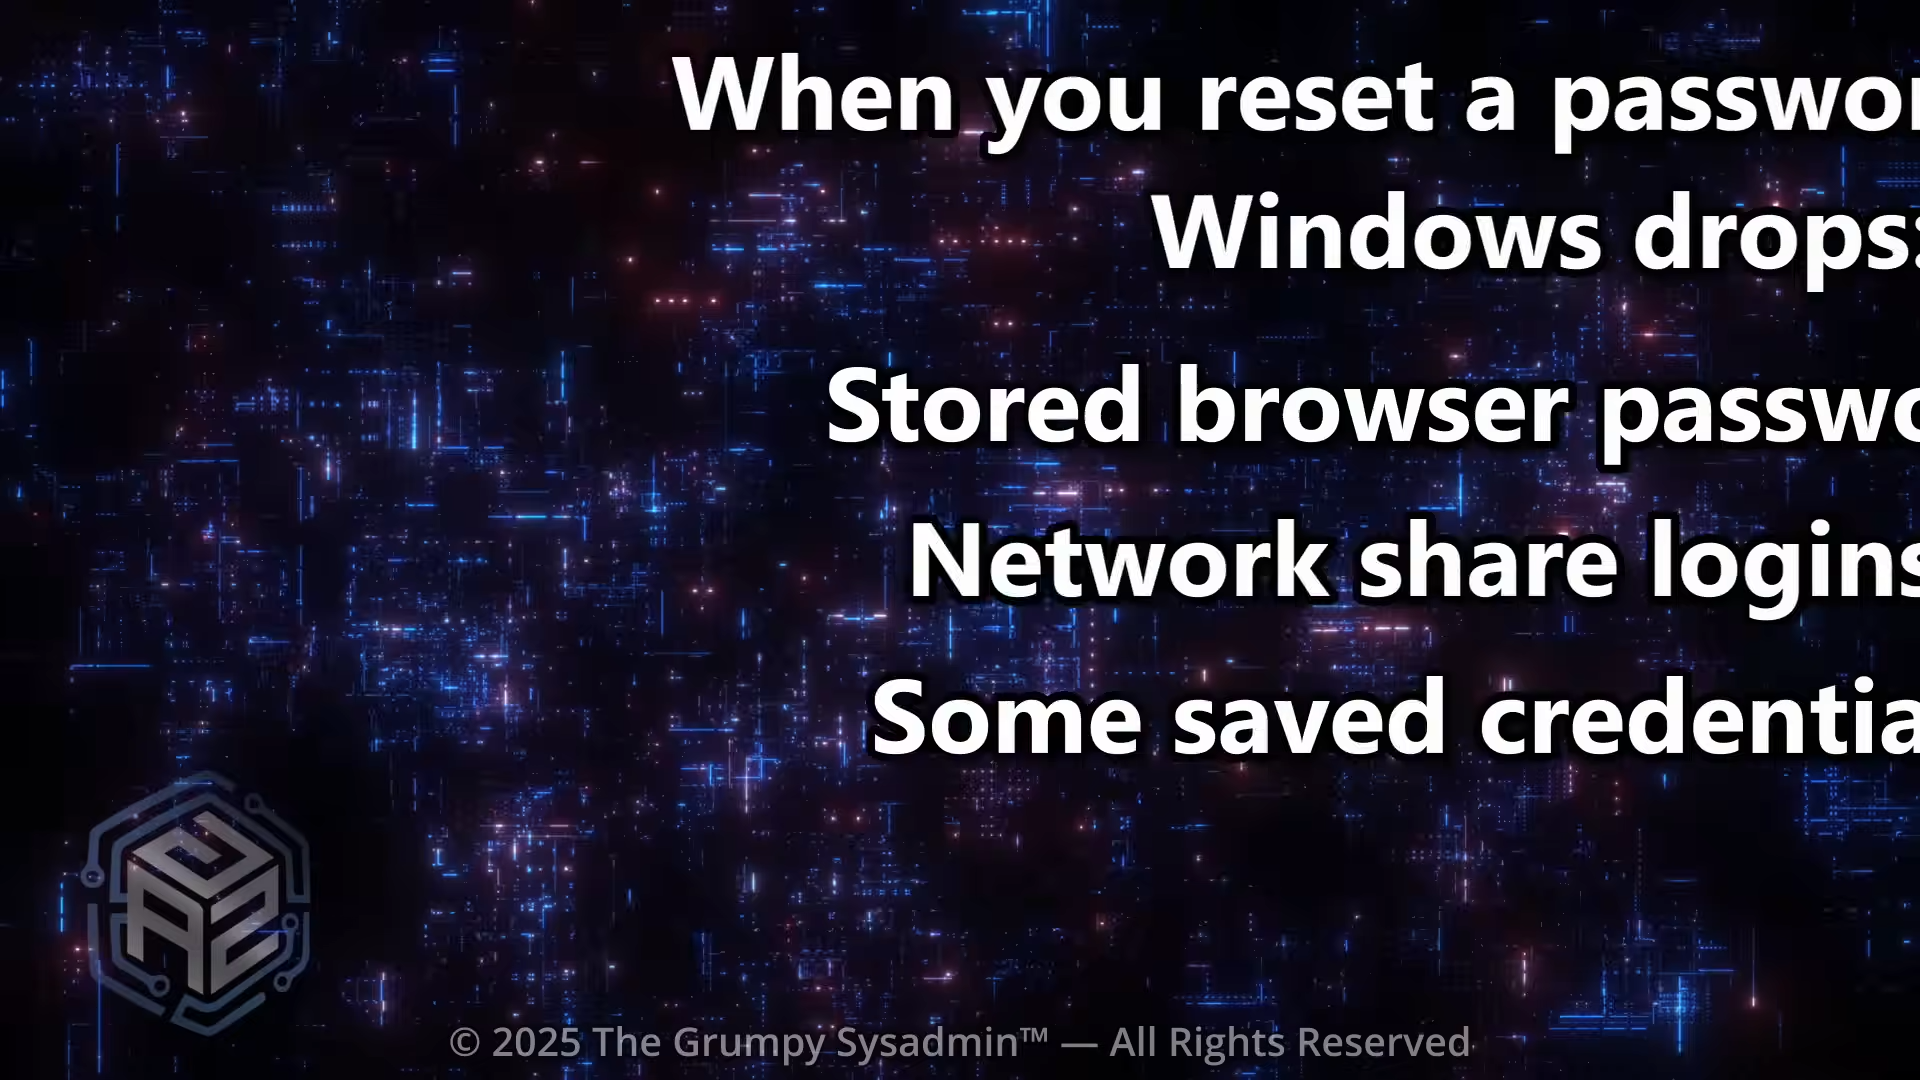 When you reset a passwor
Windows drops:
Stored browser passwo
Network share logins
Some saved credentia
© 2025 The Grumpy Sysadmin™ — All Rights Reserved